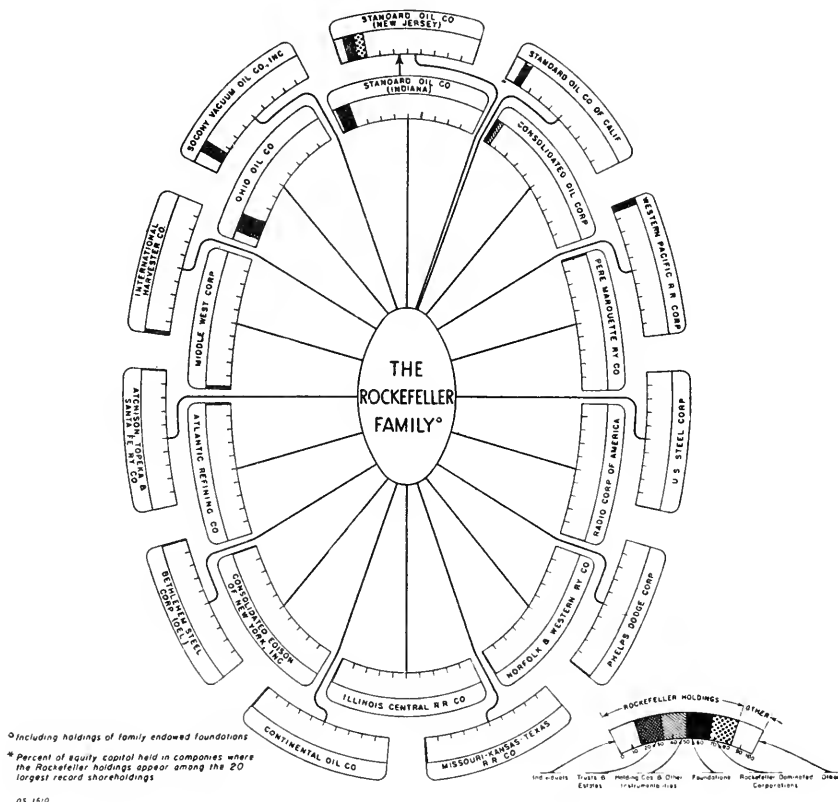 STANDARD OIL CO
(NEW JERSEY)
STANDARD OIL CO
(INDIANA)
SOCONY VACUUM OIL CO., INC
STANDARD OIL CO OF CALIF
OHIO OIL CO
CONSOLIDATED OIL CORP
INTERNATIONAL
HARVESTER CO.
WESTERN PACIFIC R R CORP
MIDDLE WEST CORP
PERE MARQUETTE RY CO
THE
ROCKEFELLER
FAMILY°
ATCHISON, TOPEKA &
SANTA FE RY CO
U S STEEL CORP
ATLANTIC REFINING CO
RADIO CORP OF AMERICA
BETHLEHEM STEEL
CORP (DEL)
PHELPS DODGE CORP
CONSOLIDATED EDISON
OF NEW YORK, INC
NORFOLK & WESTERN RY CO
ILLINOIS CENTRAL R R CO
CONTINENTAL OIL CO
MISSOURI-KANSAS-TEXAS
R R CO
ROCKEFELLER HOLDINGS
OTHER
Individuals
Trusts &
Estates
Holding Cos & Other
Instrumentalities
Foundations
Rockefeller Dominated
Corporations
Other
° Including holdings of family endowed foundations
* Percent of equity capital held in companies where
the Rockefeller holdings appear among the 20
largest record shareholdings